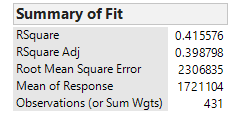 Summary of Fit
RSquare 0.415576
RSquare Adj 0.398798
Root Mean Square Error 2306835
Mean of Response 1721104
Observations (or Sum Wgts) 431